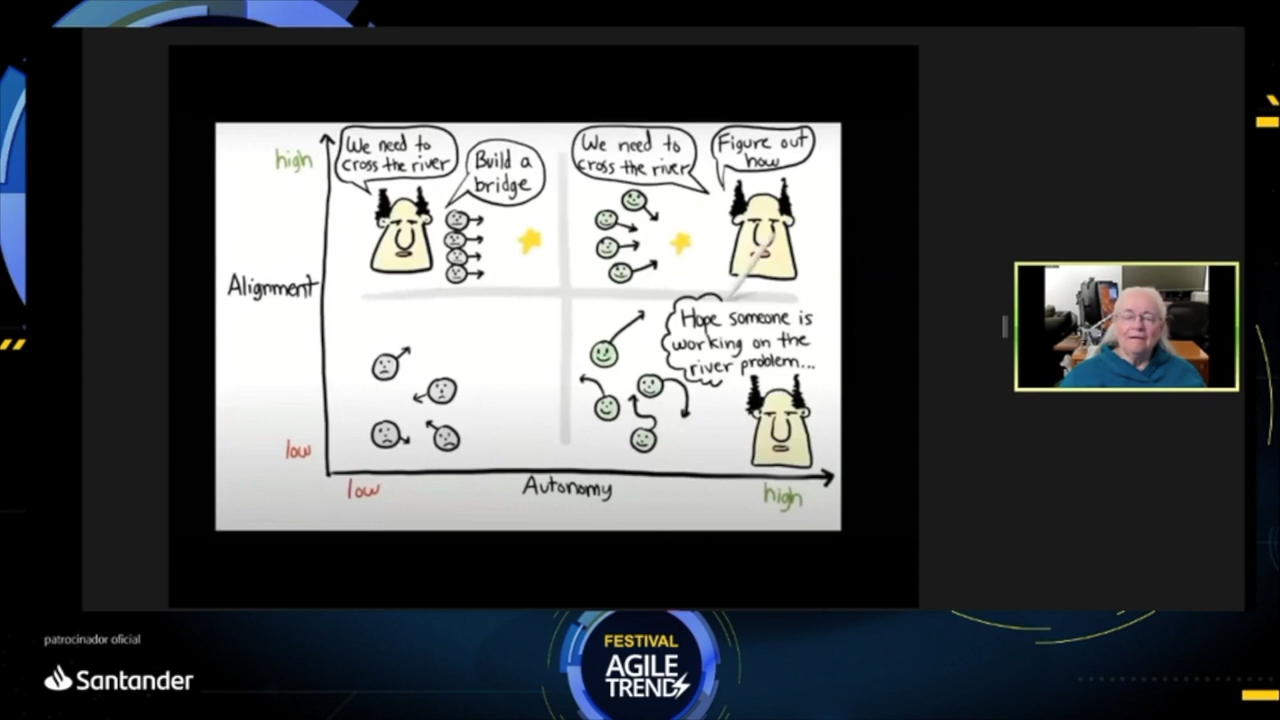 We need to
cross the river
Build a
bridge
We need to
cross the river
Figure out
how
high
Alignment
low
Hope someone is
working on the
river problem...
low
Autonomy
high
patrocinador oficial
Santander
FESTIVAL
AGILE
TRENDS